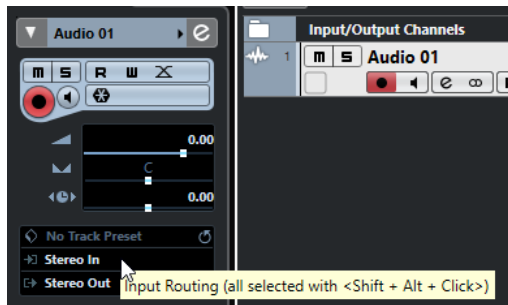 Audio 01
e
m S R W
0.00
C
0.00
No Track Preset
Stereo In
Stereo Out
Input/Output Channels
1 m S Audio 01
e
Input Routing (all selected with <Shift + Alt + Click>)